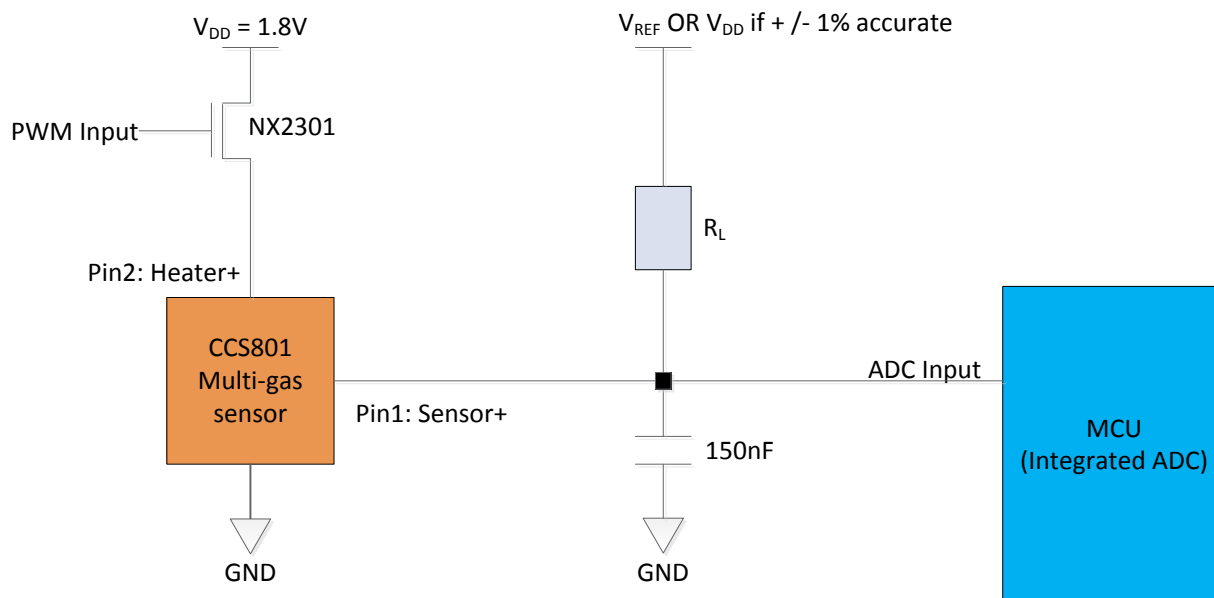 V_DD = 1.8V
V_REF OR V_DD if + /- 1% accurate
PWM Input
NX2301
R_L
Pin2: Heater+
CCS801
Multi-gas
sensor
Pin1: Sensor+
ADC Input
150nF
MCU
(Integrated ADC)
GND
GND